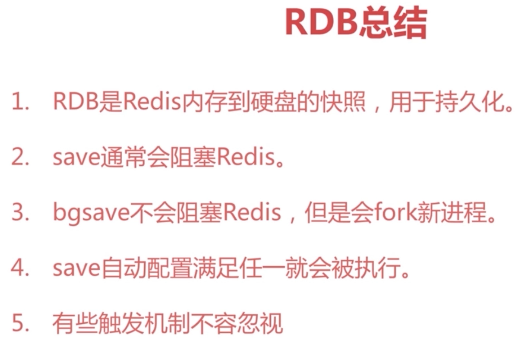 RDB总结
1. RDB是Redis内存到硬盘的快照，用于持久化。
2. save通常会阻塞Redis。
3. bgsave不会阻塞Redis，但是会fork新进程。
4. save自动配置满足任一就会被执行。
5. 有些触发机制不容忽视